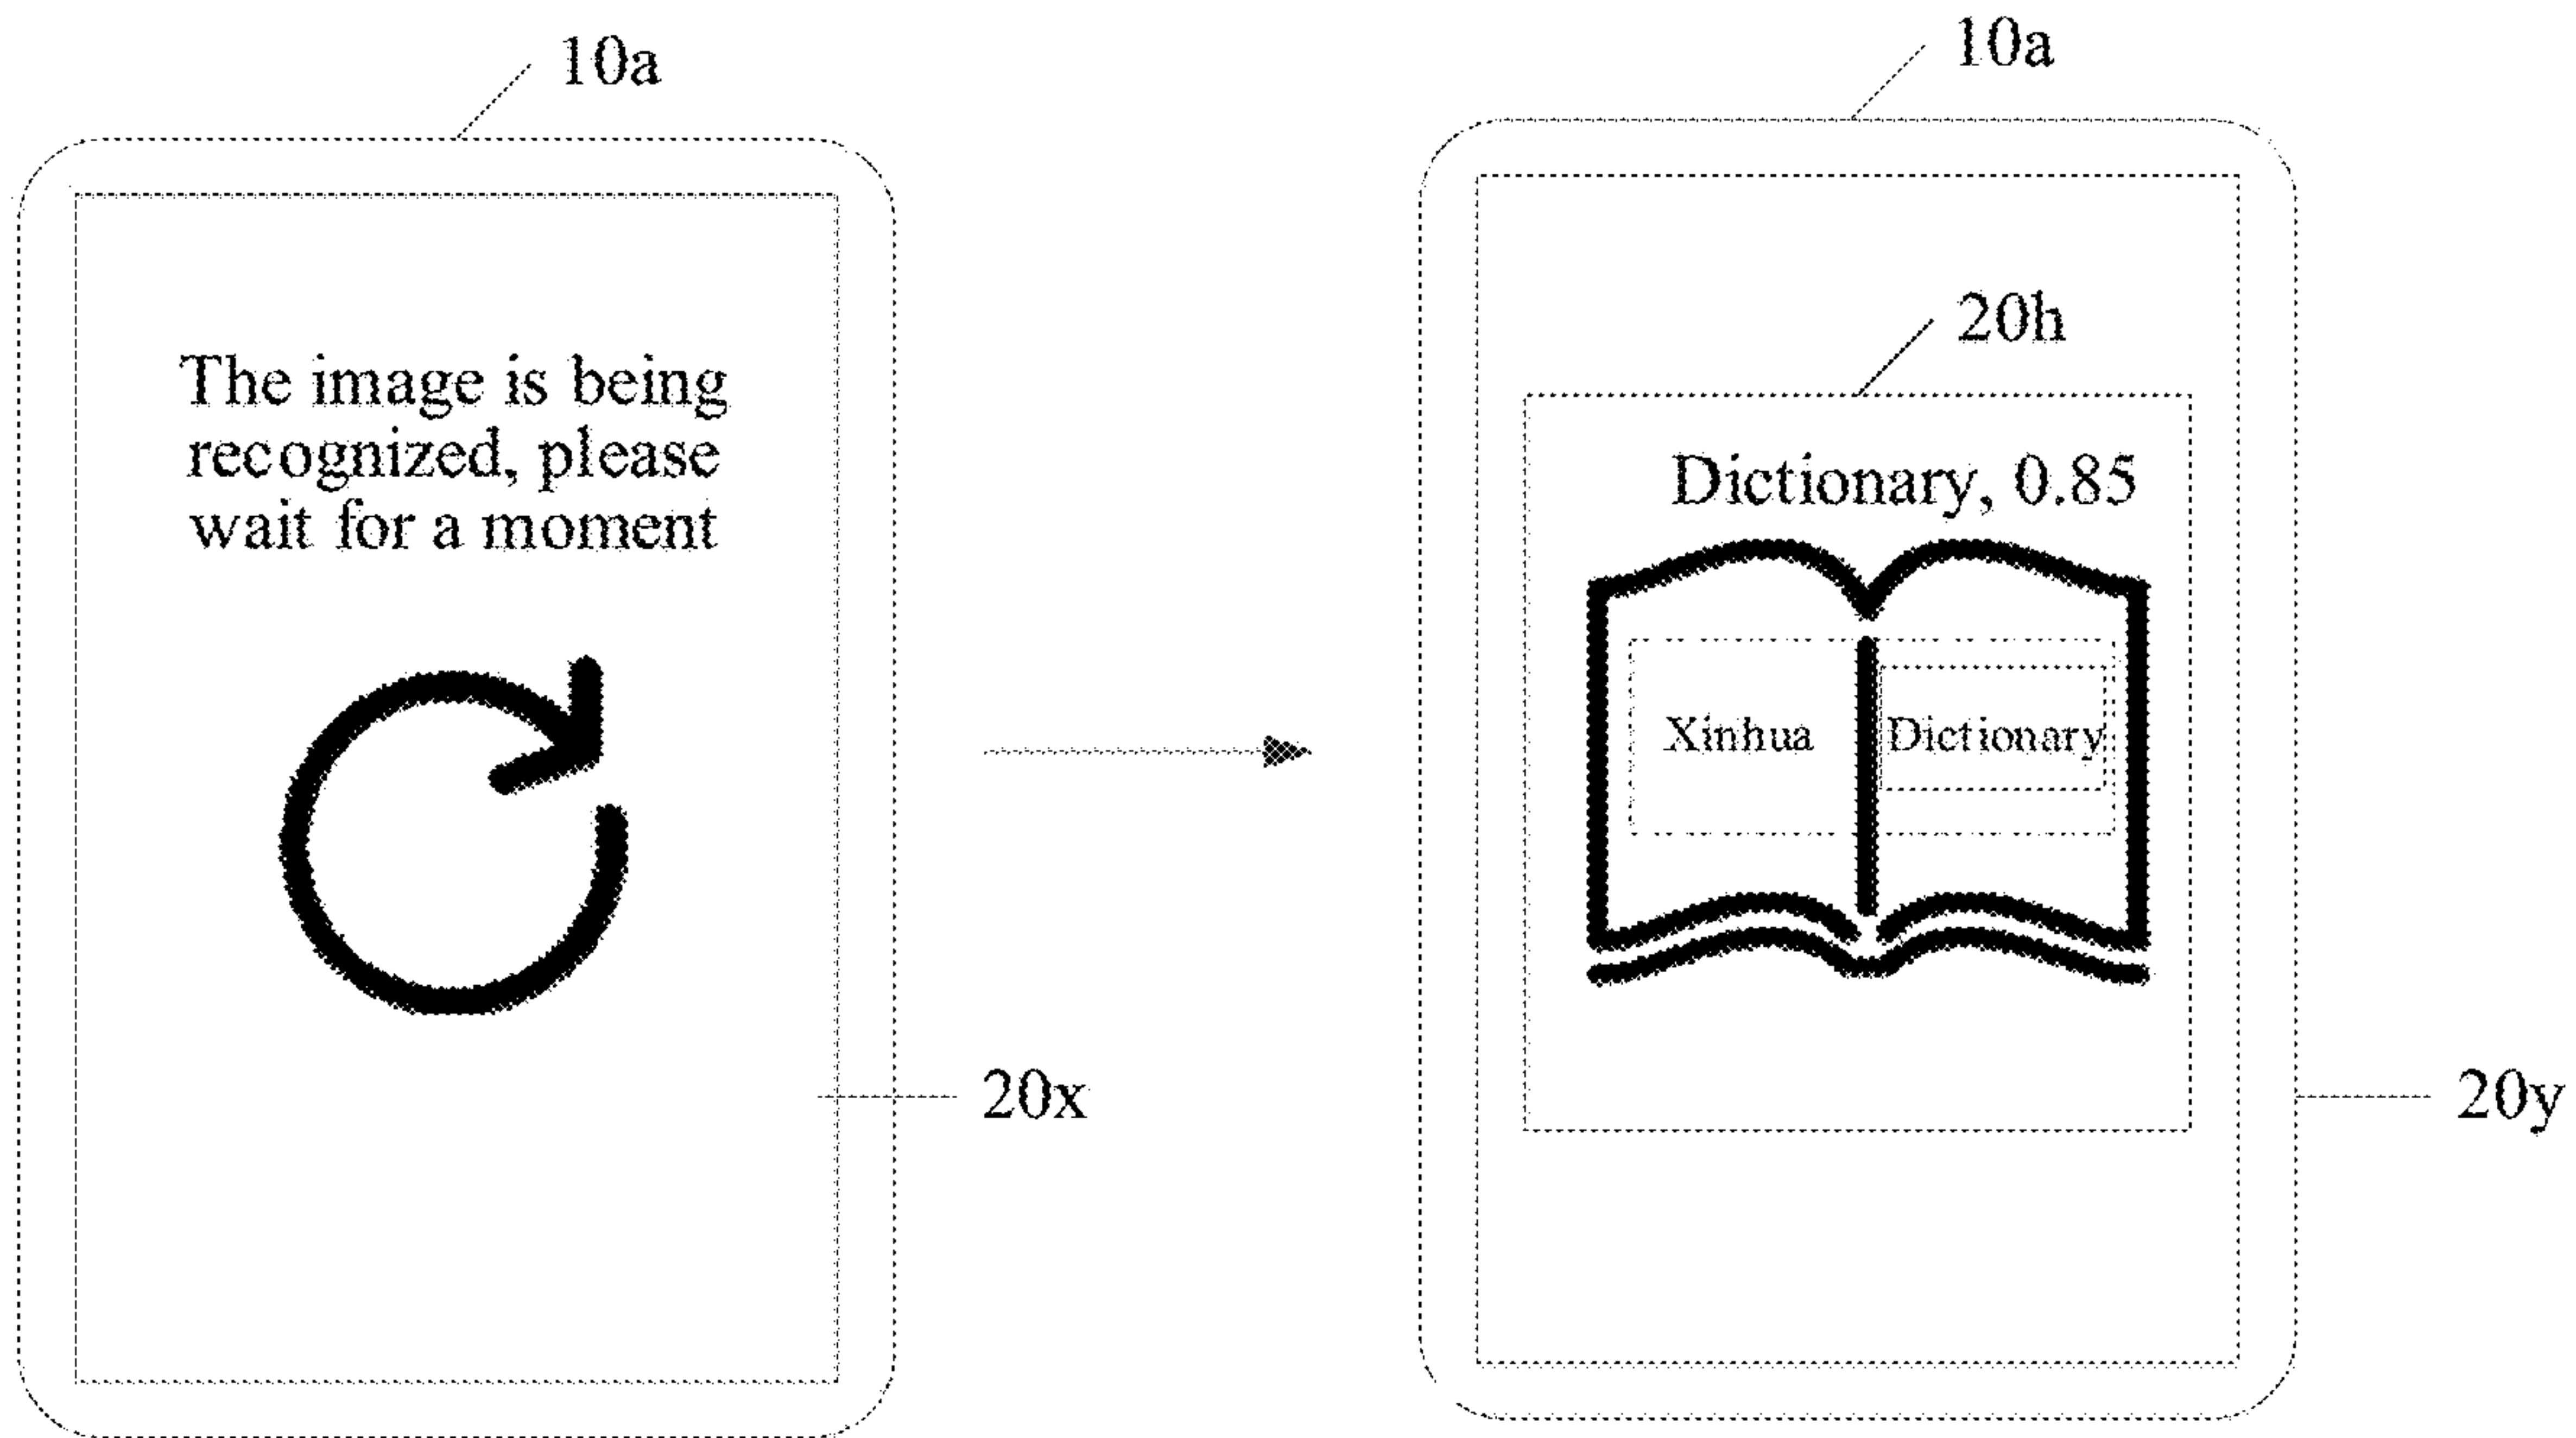 10a
The image is being
recognized, please
wait for a moment
20x
10a
20h
Dictionary, 0.85
Xinhua
Dictionary
20y